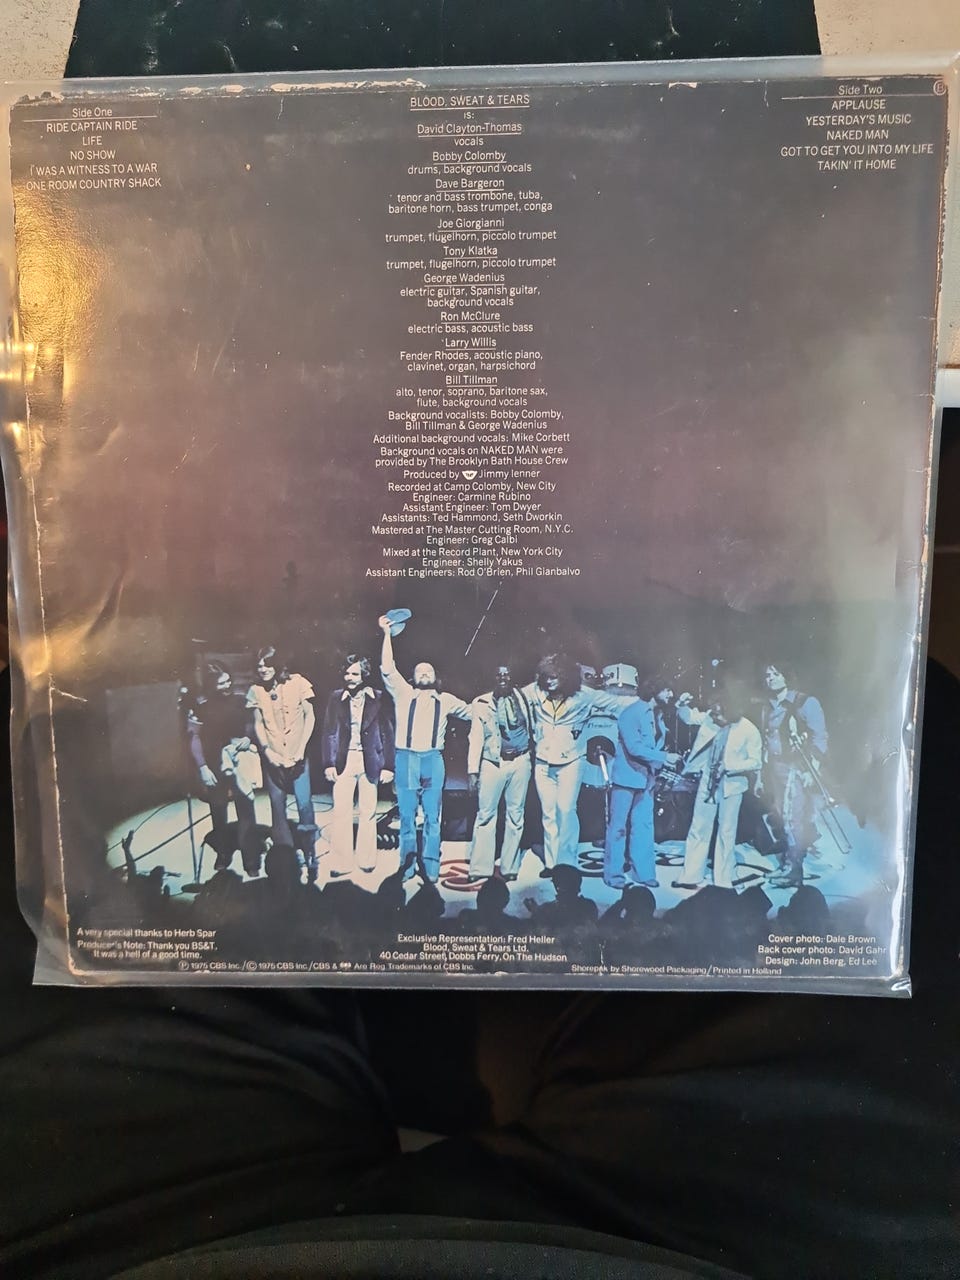 Side One
RIDE CAPTAIN RIDE
LIFE
NO SHOW
I WAS A WITNESS TO A WAR
ONE ROOM COUNTRY SHACK
BLOOD, SWEAT & TEARS
IS:
David Clayton-Thomas
vocals
Bobby Colomby
drums, background vocals
Dave Bargeron
tenor and bass trombone, tuba,
baritone horn, bass trumpet, conga
Joe Giorgianni
trumpet, flugelhorn, piccolo trumpet
Tony Klatka
trumpet, flugelhorn, piccolo trumpet
George Wadenius
electric guitar, Spanish guitar,
background vocals
Ron McClure
electric bass, acoustic bass
Larry Willis
Fender Rhodes, acoustic piano,
clavinet, organ, harpsichord
Bill Tillman
alto, tenor, soprano, baritone sax,
flute, background vocals
Background vocalists: Bobby Colomby,
Bill Tillman & George Wadenius
Additional background vocals: Mike Corbett
Background vocals on NAKED MAN were
provided by The Brooklyn Bath House Crew
Produced by Jimmy Ienner
Recorded at Camp Colomby, New City
Engineer: Carmine Rubino
Assistant Engineer: Tom Dwyer
Assistants: Ted Hammond, Seth Dworkin
Mastered at The Master Cutting Room, N.Y.C.
Engineer: Greg Calbi
Mixed at the Record Plant, New York City
Engineer: Shelly Yakus
Assistant Engineers: Rod O'Brien, Phil Gianbalvo
Side Two
APPLAUSE
YESTERDAY'S MUSIC
NAKED MAN
GOT TO GET YOU INTO MY LIFE
TAKIN' IT HOME
Premier
A very special thanks to Herb Spar
Producer's Note: Thank you BS&T.
It was a hell of a good time.
Exclusive Representation: Fred Heller
Blood, Sweat & Tears Ltd.
40 Cedar Street, Dobbs Ferry, On The Hudson
Cover photo: Dale Brown
Back cover photo: David Gahr
Design: John Berg, Ed Lee
Ⓟ 1975 CBS Inc./© 1975 CBS Inc./CBS & Are Reg. Trademarks of CBS Inc.
Shorepak by Shorewood Packaging/Printed in Holland